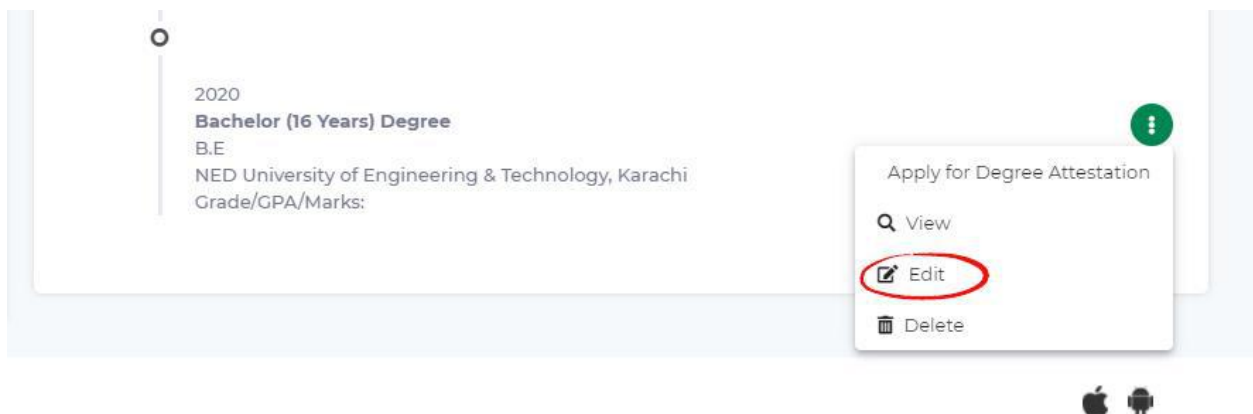 2020
Bachelor (16 Years) Degree
B.E
NED University of Engineering & Technology, Karachi
Grade/GPA/Marks:
Apply for Degree Attestation
View
Edit
Delete